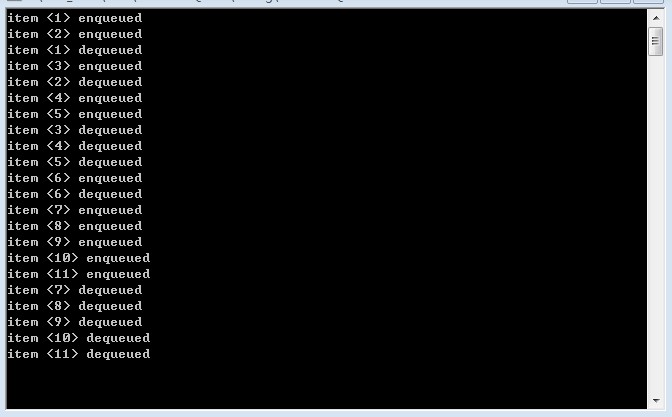 item <1> enqueued
item <2> enqueued
item <1> dequeued
item <3> enqueued
item <2> dequeued
item <4> enqueued
item <5> enqueued
item <3> dequeued
item <4> dequeued
item <5> dequeued
item <6> enqueued
item <6> dequeued
item <7> enqueued
item <8> enqueued
item <9> enqueued
item <10> enqueued
item <11> enqueued
item <7> dequeued
item <8> dequeued
item <9> dequeued
item <10> dequeued
item <11> dequeued